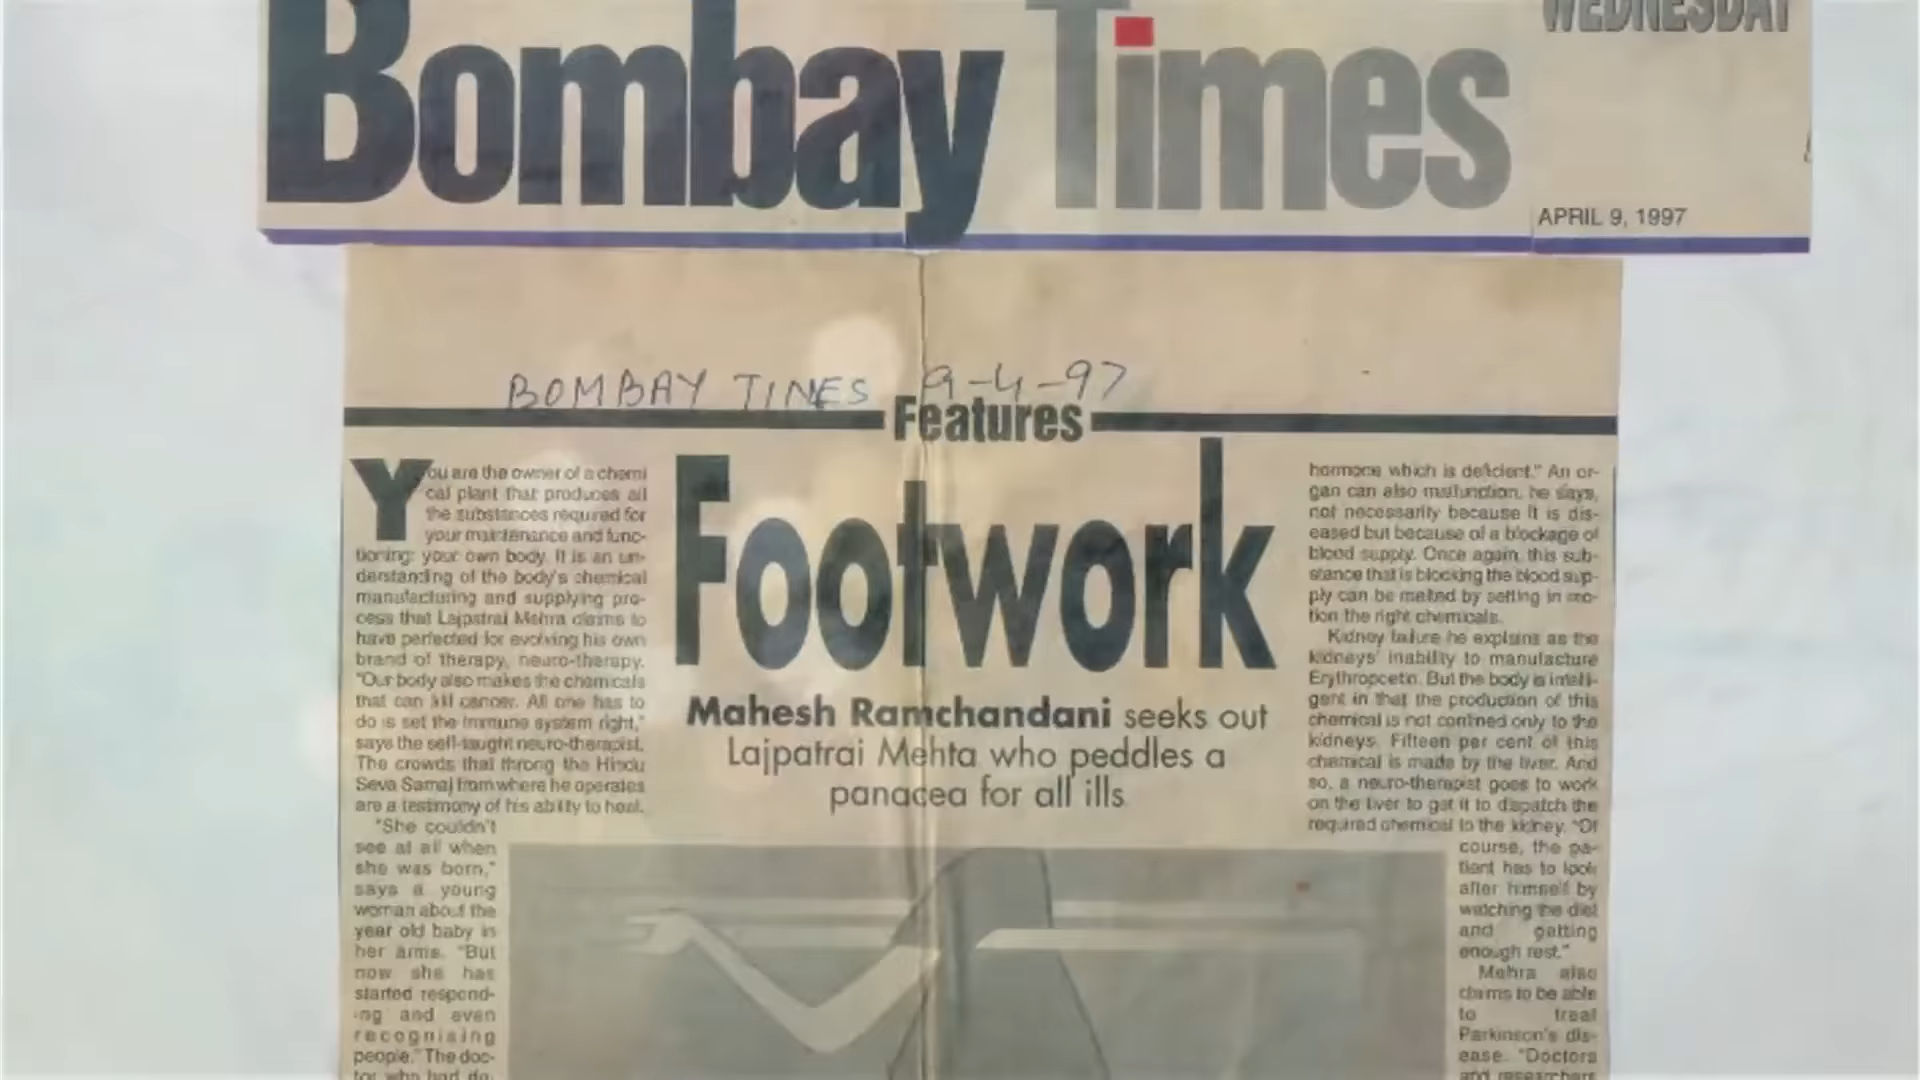 Bombay Times
WEDNESDAY
APRIL 9, 1997
BOMBAY TINES 9-4-97
Features
You are the owner of a chemi
cal plant that produces all
the substances required for
your maintenance and func-
tioning: your own body. It is an un-
derstanding of the body's chemical
manufacturing and supplying pro-
cess that Lajpatrai Mehra claims to
have perfected for evolving his own
brand of therapy, neuro-therapy.
"Our body also makes the chemicals
that can kill cancer. All one has to
do is set the immune system right,"
says the self-taught neuro-therapist.
The crowds that throng the Hindu
Seva Samaj from where he operates
are a testimony of his ability to heal.
"She couldn't
see at all when
she was born,"
says a young
woman about the
year old baby in
her arms. "But
now she has
started respond-
ing and even
recognising
people." The doc-
tor who had de-
Footwork
Mahesh Ramchandani seeks out
Lajpatrai Mehta who peddles a
panacea for all ills
hormone which is deficient." An or-
gan can also malfunction, he says,
not necessarily because it is dis-
eased but because of a blockage of
blood supply. Once again, this sub-
stance that is blocking the blood sup-
ply can be melted by setting in mo-
tion the right chemicals.
Kidney failure he explains as the
kidneys' inability to manufacture
Erythropoetin. But the body is intelli-
gent in that the production of this
chemical is not confined only to the
kidneys. Fifteen per cent of this
chemical is made by the liver. And
so, a neuro-therapist goes to work
on the liver to get it to dispatch the
required chemical to the kidney. "Of
course, the pa-
tient has to look
after himself by
watching the diet
and getting
enough rest."
Mehra also
claims to be able
to treat
Parkinson's dis-
ease. "Doctors
and researchers